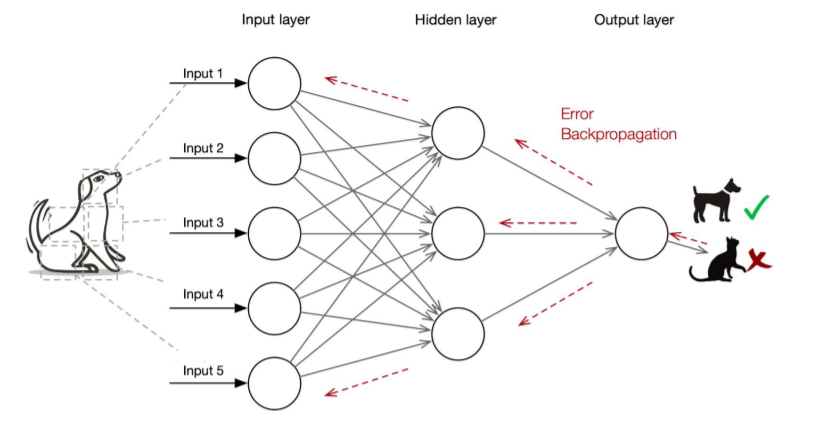 Input layer
Hidden layer
Output layer
Input 1
Input 2
Input 3
Input 4
Input 5
Error
Backpropagation